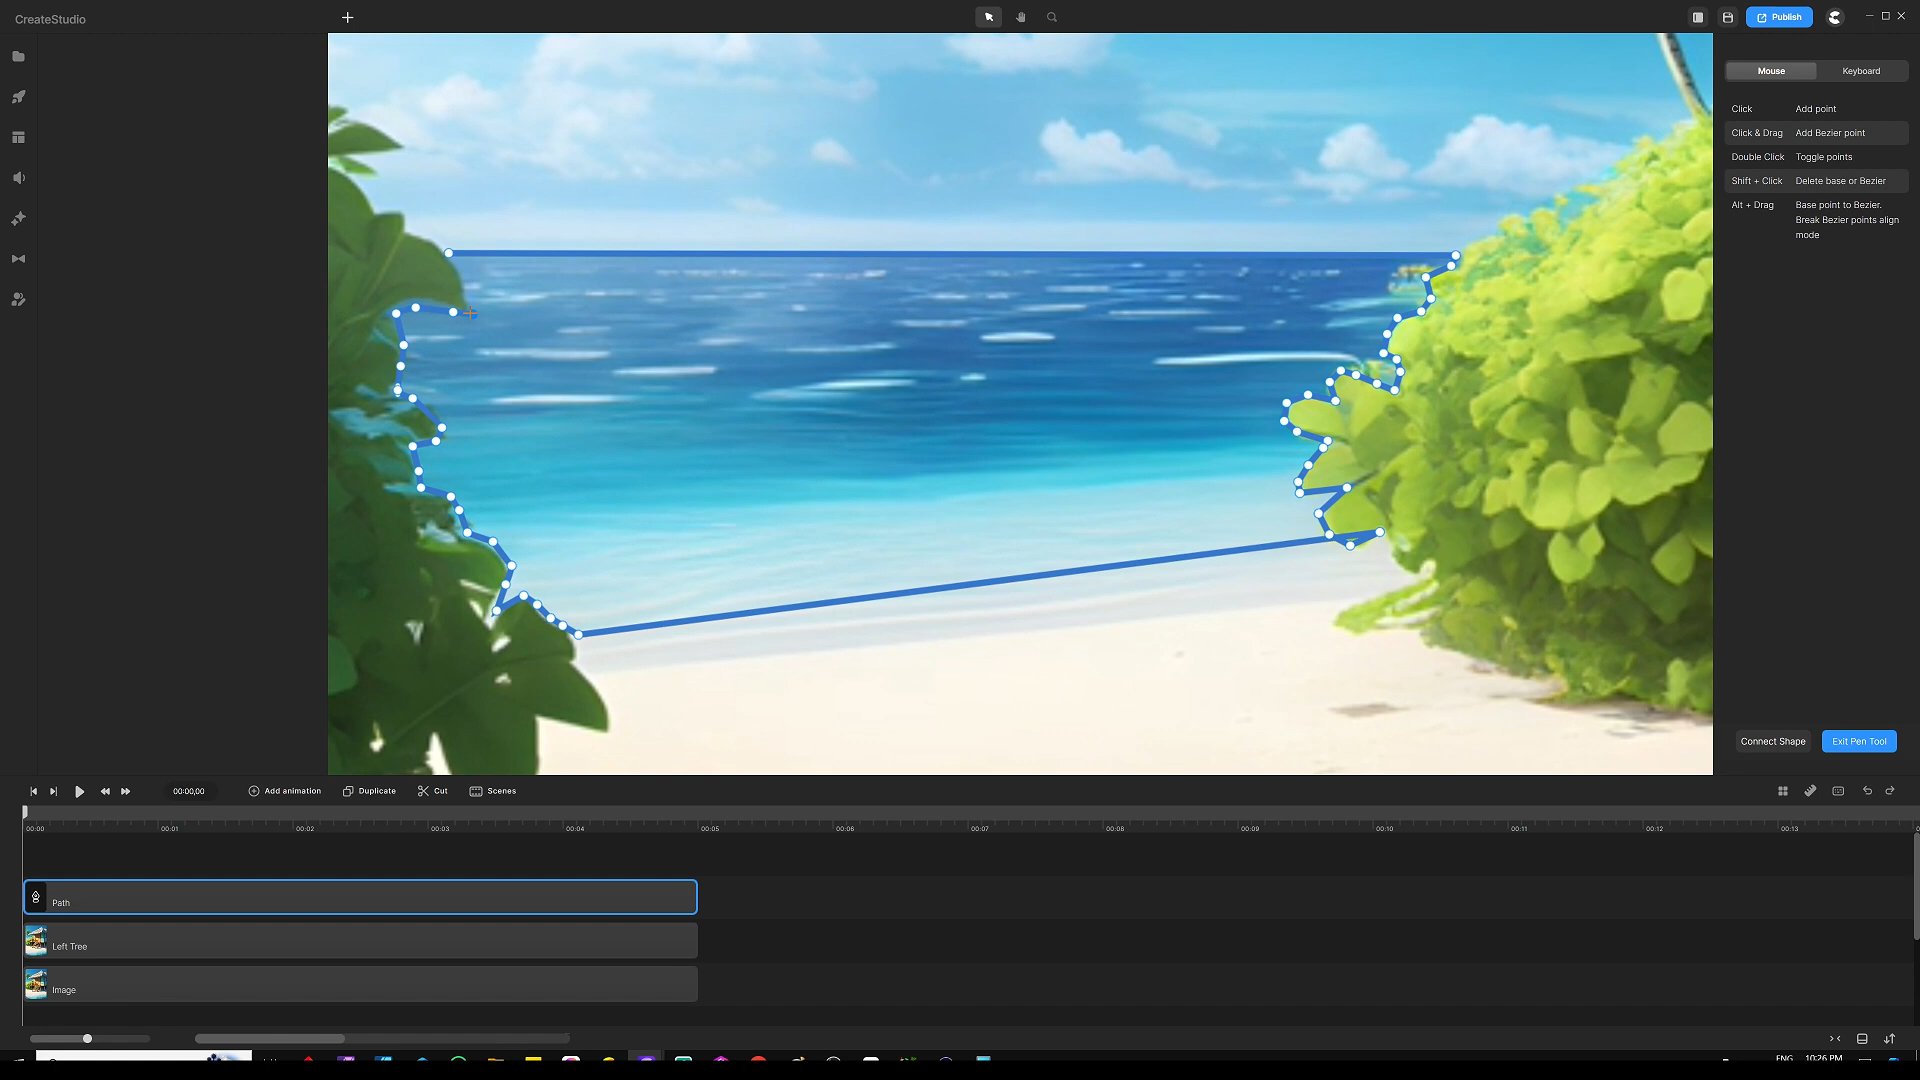 CreateStudio
Publish
Mouse
Keyboard
Click Add point
Click & Drag Add Bezier point
Double Click Toggle points
Shift + Click Delete base or Bezier
Alt + Drag Base point to Bezier.
Break Bezier points align
mode
Connect Shape
Exit Pen Tool
00:00,00
Add animation
Duplicate
Cut
Scenes
00:00 00:01 00:02 00:03 00:04 00:05 00:06 00:07 00:08 00:09 00:10 00:11 00:12 00:13
Path
Left Tree
Image
ENG 10:26 PM